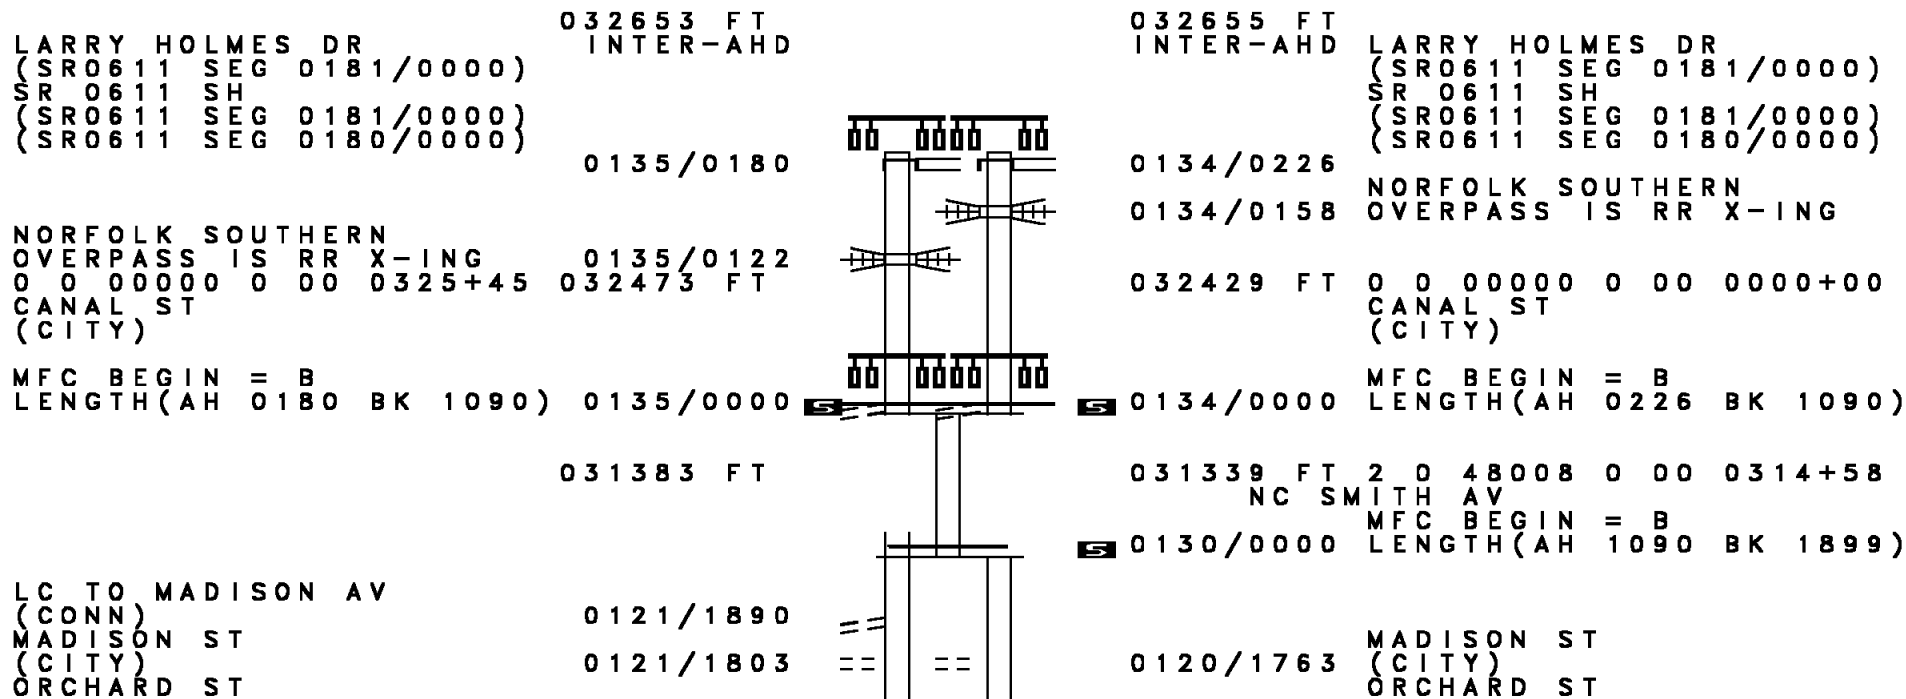 032653 FT
INTER-AHD
LARRY HOLMES DR
(SR0611 SEG 0181/0000)
SR 0611 SH
(SR0611 SEG 0181/0000)
(SR0611 SEG 0180/0000)
0135/0180
NORFOLK SOUTHERN
OVERPASS IS RR X-ING 0135/0122
0 0 00000 0 00 0325+45 032473 FT
CANAL ST
(CITY)
MFC BEGIN = B
LENGTH(AH 0180 BK 1090) 0135/0000 S
031383 FT
LC TO MADISON AV
(CONN) 0121/1890
MADISON ST
(CITY) 0121/1803
ORCHARD ST
032655 FT
INTER-AHD LARRY HOLMES DR
(SR0611 SEG 0181/0000)
SR 0611 SH
(SR0611 SEG 0181/0000)
(SR0611 SEG 0180/0000)
0134/0226
NORFOLK SOUTHERN
0134/0158 OVERPASS IS RR X-ING
032429 FT 0 0 00000 0 00 0000+00
CANAL ST
(CITY)
MFC BEGIN = B
S 0134/0000 LENGTH(AH 0226 BK 1090)
031339 FT 2 0 48008 0 00 0314+58
NC SMITH AV
MFC BEGIN = B
S 0130/0000 LENGTH(AH 1090 BK 1899)
MADISON ST
0120/1763 (CITY)
ORCHARD ST